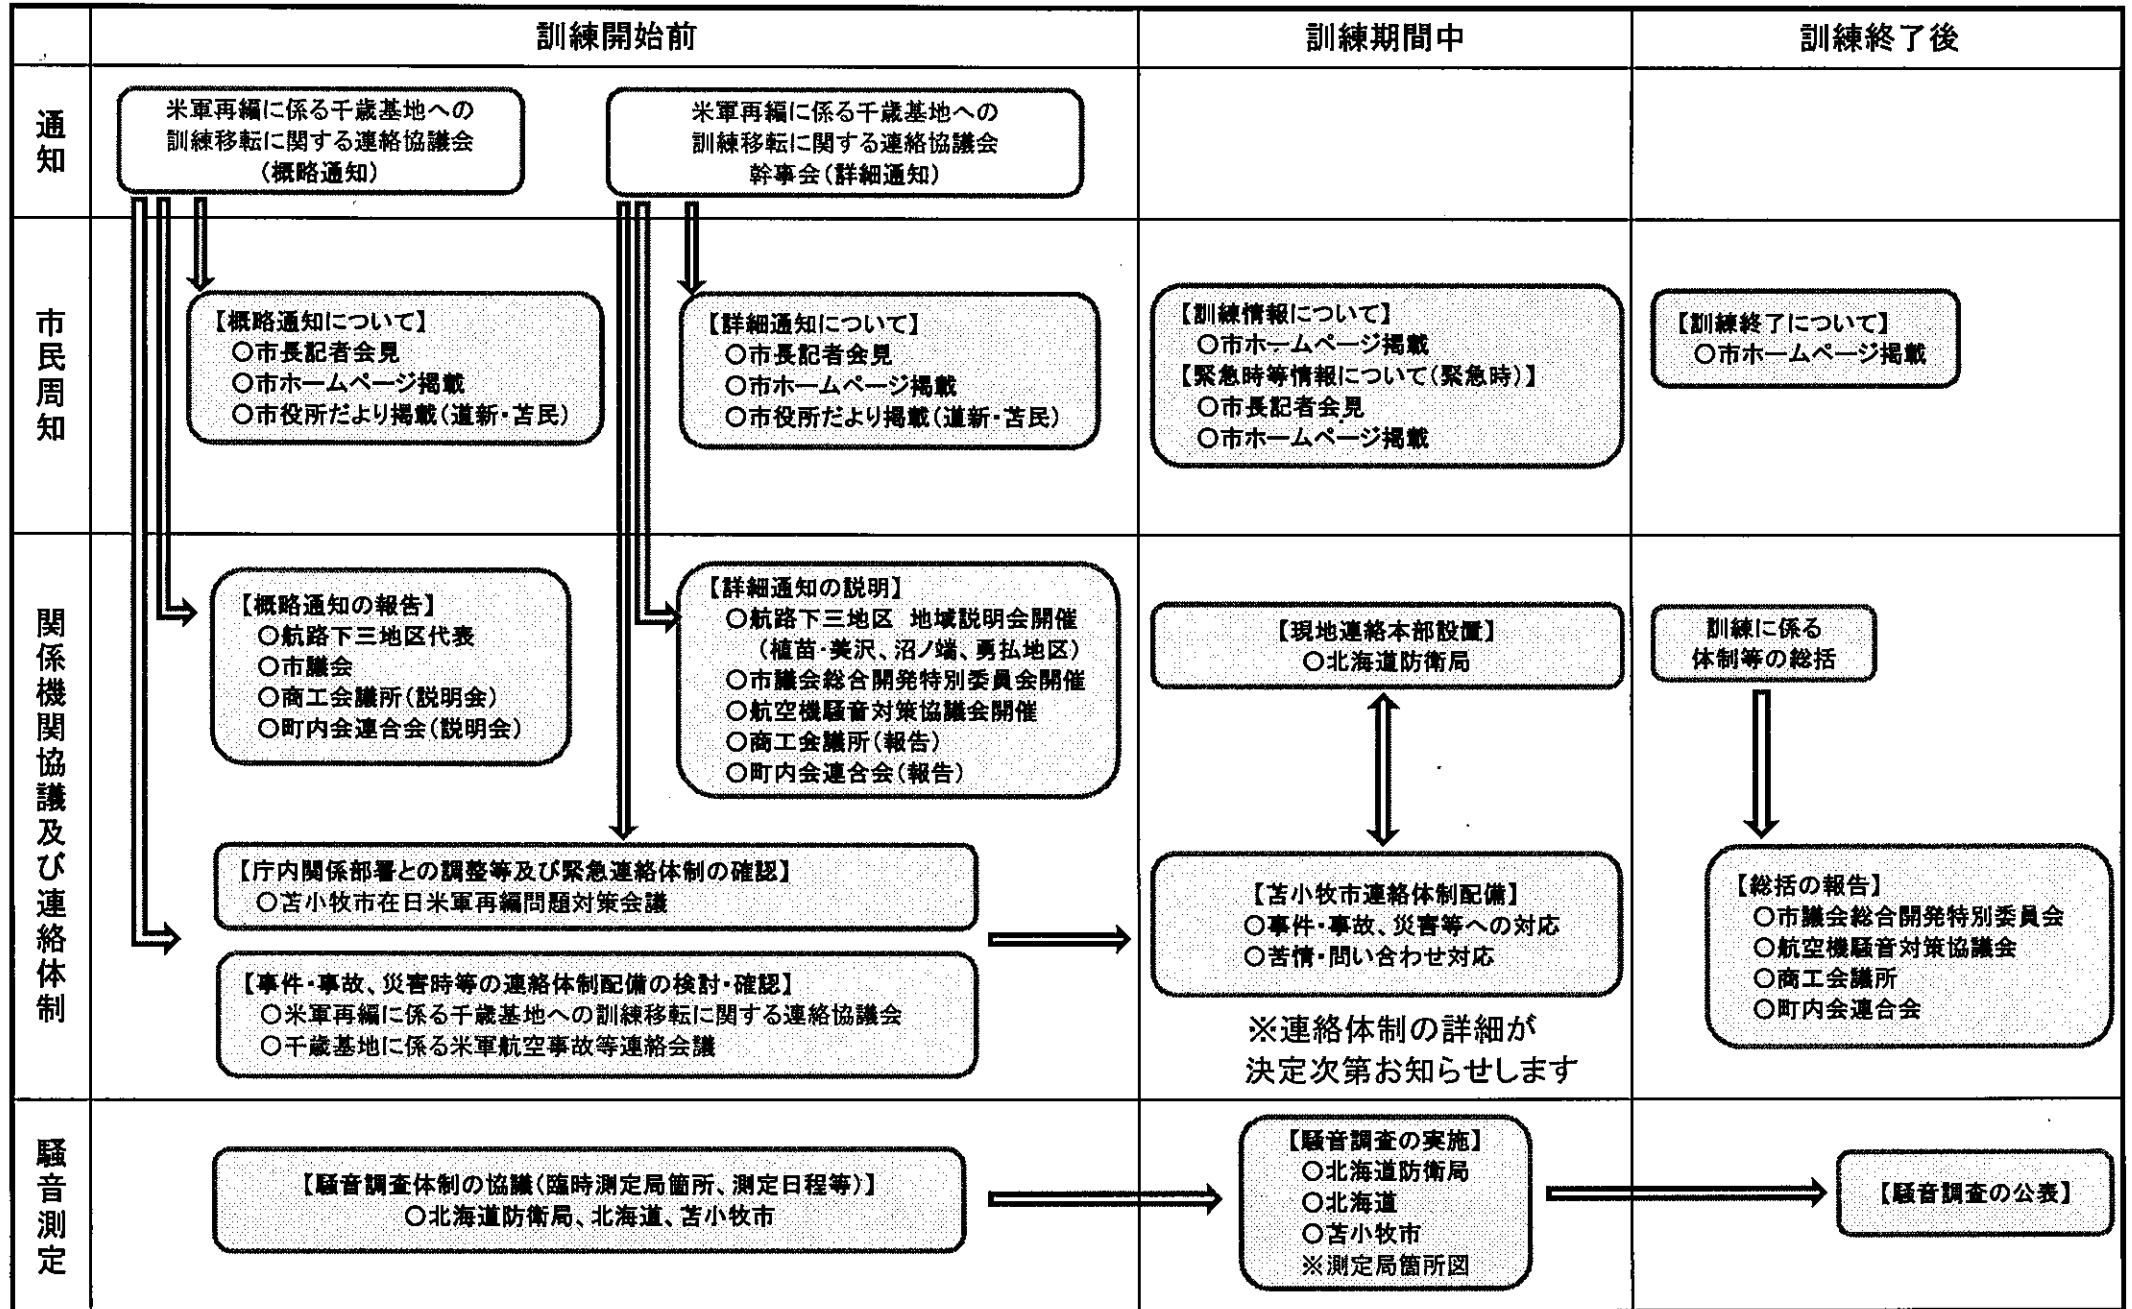 訓練開始前
訓練期間中
訓練終了後
通知
米軍再編に係る千歳基地への
訓練移転に関する連絡協議会
(概略通知)
米軍再編に係る千歳基地への
訓練移転に関する連絡協議会
幹事会(詳細通知)
市民周知
【概略通知について】
○市長記者会見
○市ホームページ掲載
○市役所だより掲載(道新・苫民)
【詳細通知について】
○市長記者会見
○市ホームページ掲載
○市役所だより掲載(道新・苫民)
【訓練情報について】
○市ホームページ掲載
【緊急時等情報について(緊急時)】
○市長記者会見
○市ホームページ掲載
【訓練終了について】
○市ホームページ掲載
関係機関協議及び連絡体制
【概略通知の報告】
○航路下三地区代表
○市議会
○商工会議所(説明会)
○町内会連合会(説明会)
【詳細通知の説明】
○航路下三地区 地域説明会開催
(植苗・美沢、沼ノ端、勇払地区)
○市議会総合開発特別委員会開催
○航空機騒音対策協議会開催
○商工会議所(報告)
○町内会連合会(報告)
【庁内関係部署との調整等及び緊急連絡体制の確認】
○苫小牧市在日米軍再編問題対策会議
【事件・事故、災害時等の連絡体制配備の検討・確認】
○米軍再編に係る千歳基地への訓練移転に関する連絡協議会
○千歳基地に係る米軍航空事故等連絡会議
【現地連絡本部設置】
○北海道防衛局
【苫小牧市連絡体制配備】
○事件・事故、災害等への対応
○苦情・問い合わせ対応
※連絡体制の詳細が
決定次第お知らせします
訓練に係る
体制等の総括
【総括の報告】
○市議会総合開発特別委員会
○航空機騒音対策協議会
○商工会議所
○町内会連合会
騒音測定
【騒音調査体制の協議(臨時測定局箇所、測定日程等)】
○北海道防衛局、北海道、苫小牧市
【騒音調査の実施】
○北海道防衛局
○北海道
○苫小牧市
※測定局箇所図
【騒音調査の公表】